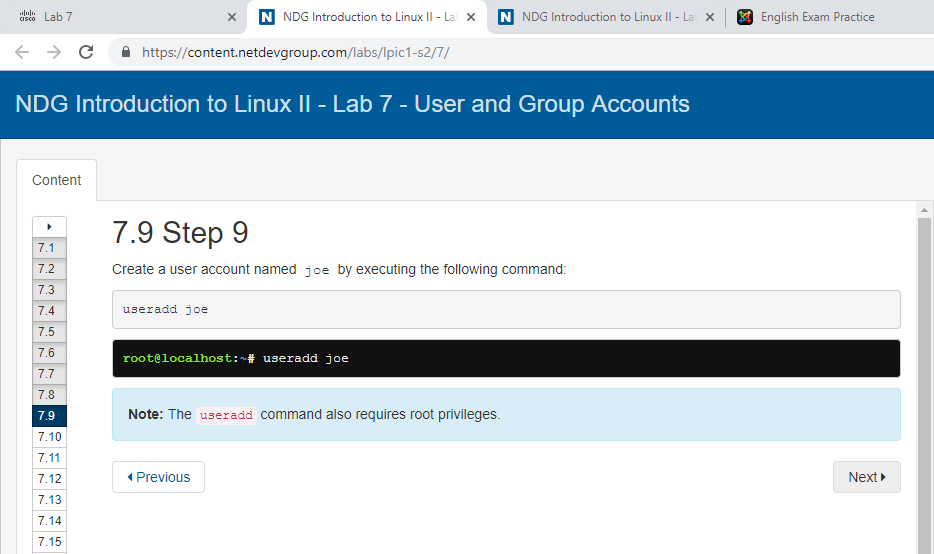 cisco Lab 7
NDG Introduction to Linux II - La
NDG Introduction to Linux II - La
English Exam Practice
https://content.netdevgroup.com/labs/lpic1-s2/7/
NDG Introduction to Linux II - Lab 7 - User and Group Accounts
Content
7.1
7.2
7.3
7.4
7.5
7.6
7.7
7.8
7.9
7.10
7.11
7.12
7.13
7.14
7.15
7.9 Step 9
Create a user account named joe by executing the following command:
useradd joe
root@localhost:~# useradd joe
Note: The useradd command also requires root privileges.
Previous
Next